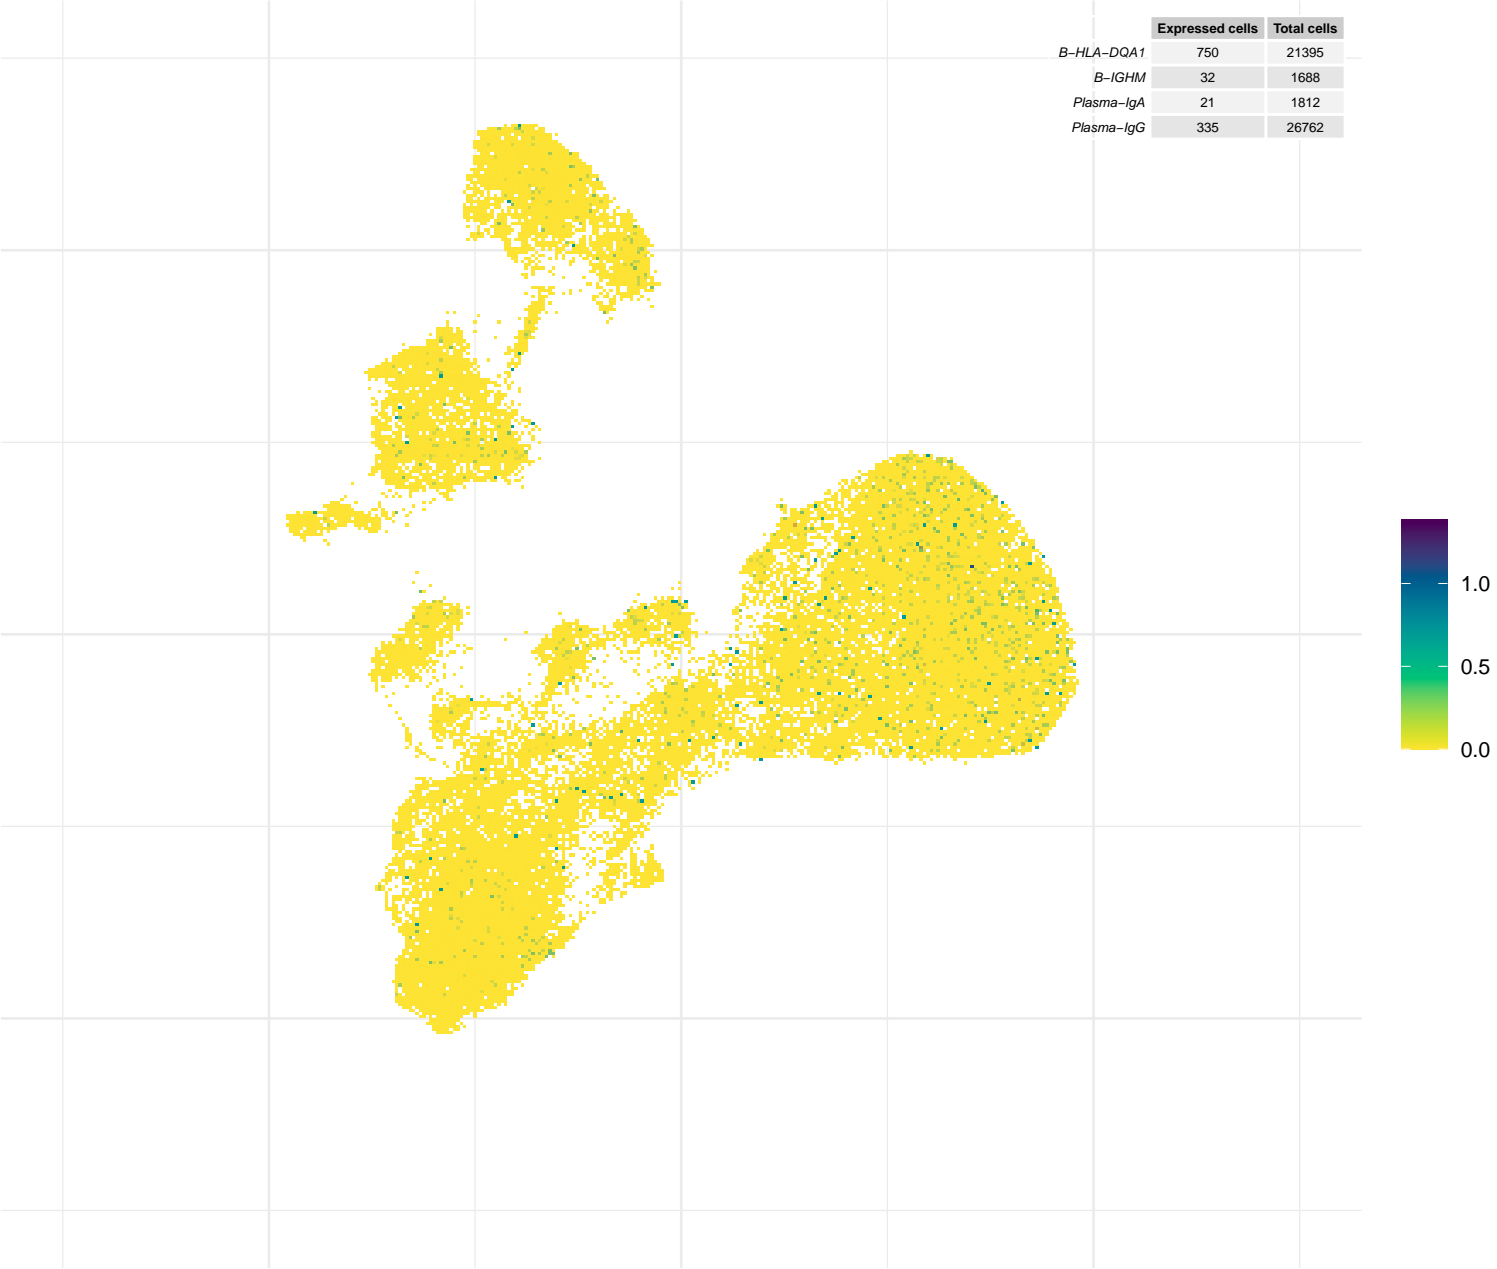 Expressed cells Total cells
B−HLA−DQA1 750 21395
B−IGHM 32 1688
Plasma−IgA 21 1812
Plasma−IgG 335 26762
1.0
0.5
0.0